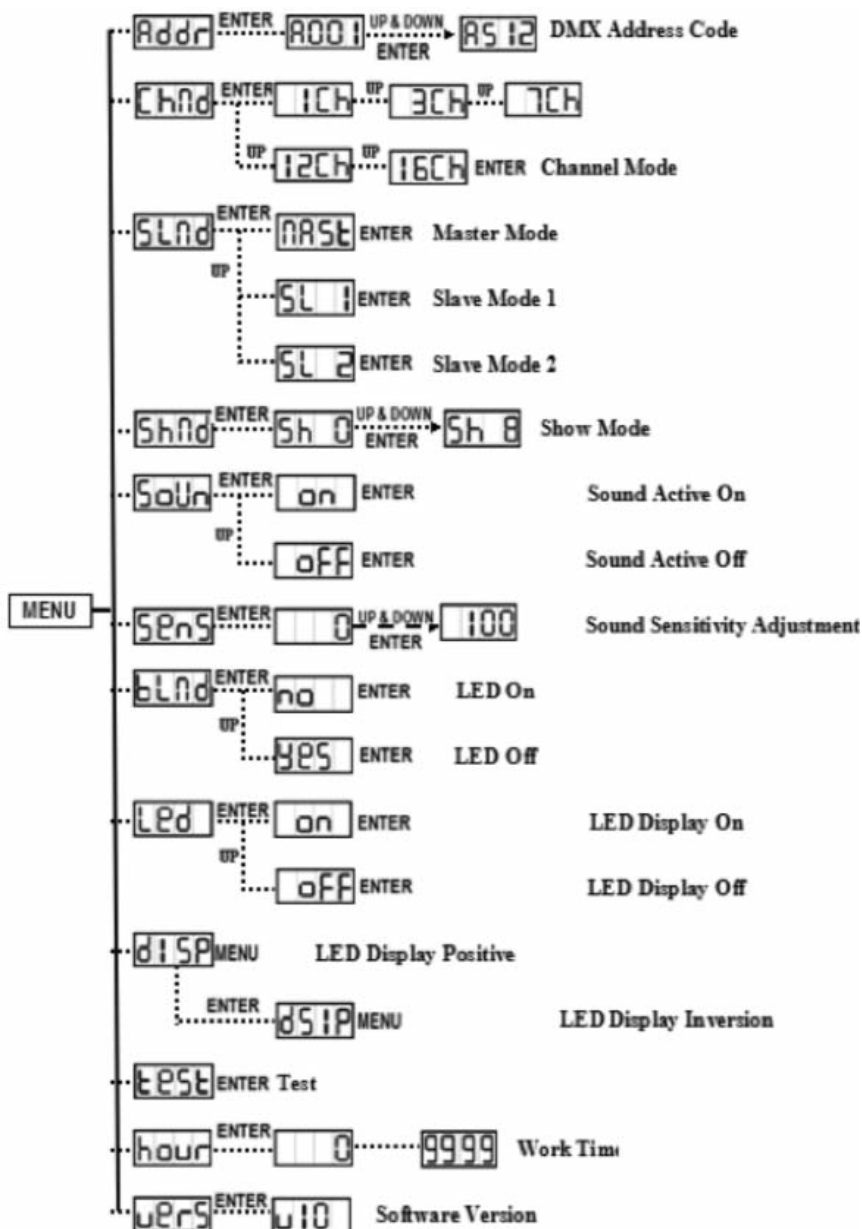 Addr ENTER A001 UP & DOWN ENTER A512 DMX Address Code
ChMd ENTER 1Ch UP 3Ch UP 7Ch
UP 12Ch UP 16Ch ENTER Channel Mode
SLMd ENTER MASt ENTER Master Mode
UP SL 1 ENTER Slave Mode 1
SL 2 ENTER Slave Mode 2
ShMd ENTER Sh 0 UP & DOWN ENTER Sh 8 Show Mode
SoUn ENTER on ENTER Sound Active On
UP oFF ENTER Sound Active Off
MENU
SenS ENTER 0 UP & DOWN ENTER 100 Sound Sensitivity Adjustment
bLMd ENTER no ENTER LED On
UP yeS ENTER LED Off
Led ENTER on ENTER LED Display On
UP oFF ENTER LED Display Off
dISP MENU LED Display Positive
ENTER dSIP MENU LED Display Inversion
teSt ENTER Test
hour ENTER 0 9999 Work Time
verS ENTER v10 Software Version